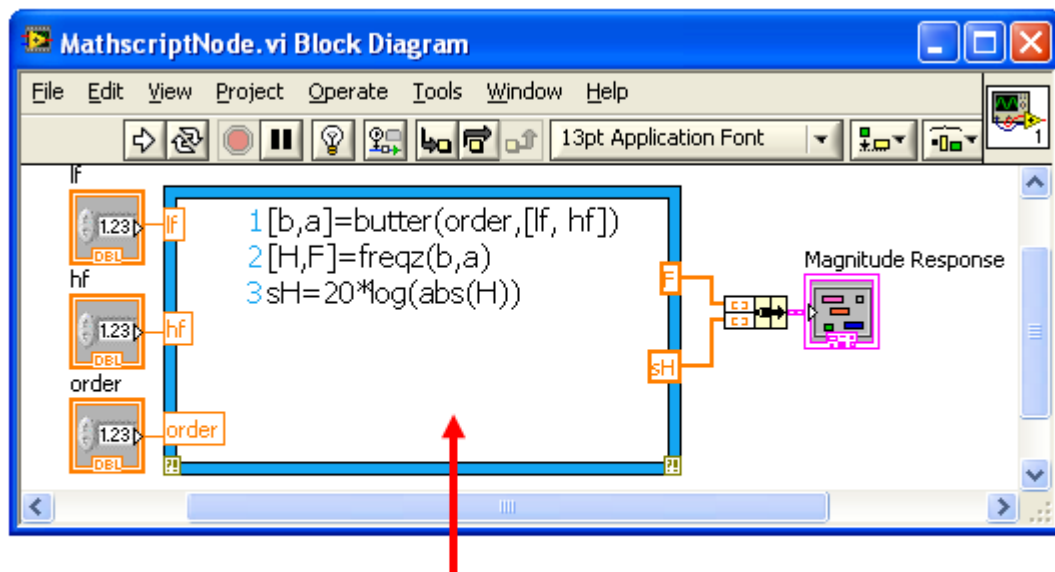 MathscriptNode.vi Block Diagram
File Edit View Project Operate Tools Window Help
13pt Application Font
1
lf
1.23
DBL
lf
hf
1.23
DBL
hf
order
1.23
DBL
order
1 [b,a]=butter(order,[lf, hf])
2 [H,F]=freqz(b,a)
3 sH=20*log(abs(H))
F
sH
Magnitude Response